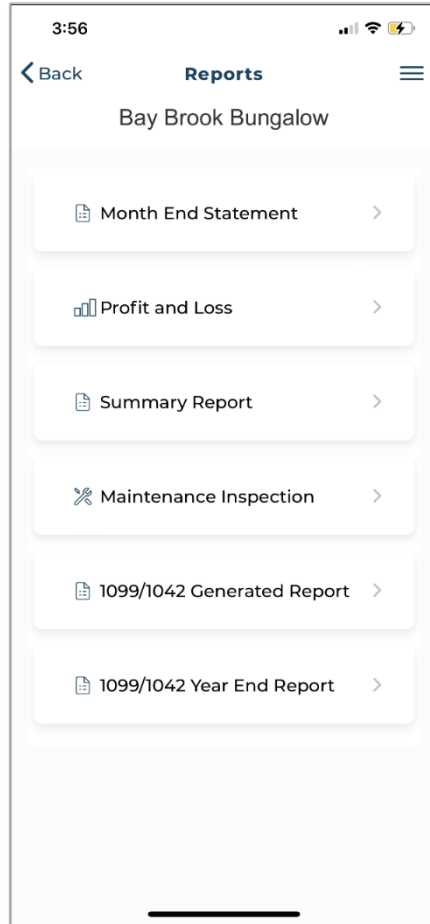 3:56
Back Reports
Bay Brook Bungalow
Month End Statement
Profit and Loss
Summary Report
Maintenance Inspection
1099/1042 Generated Report
1099/1042 Year End Report